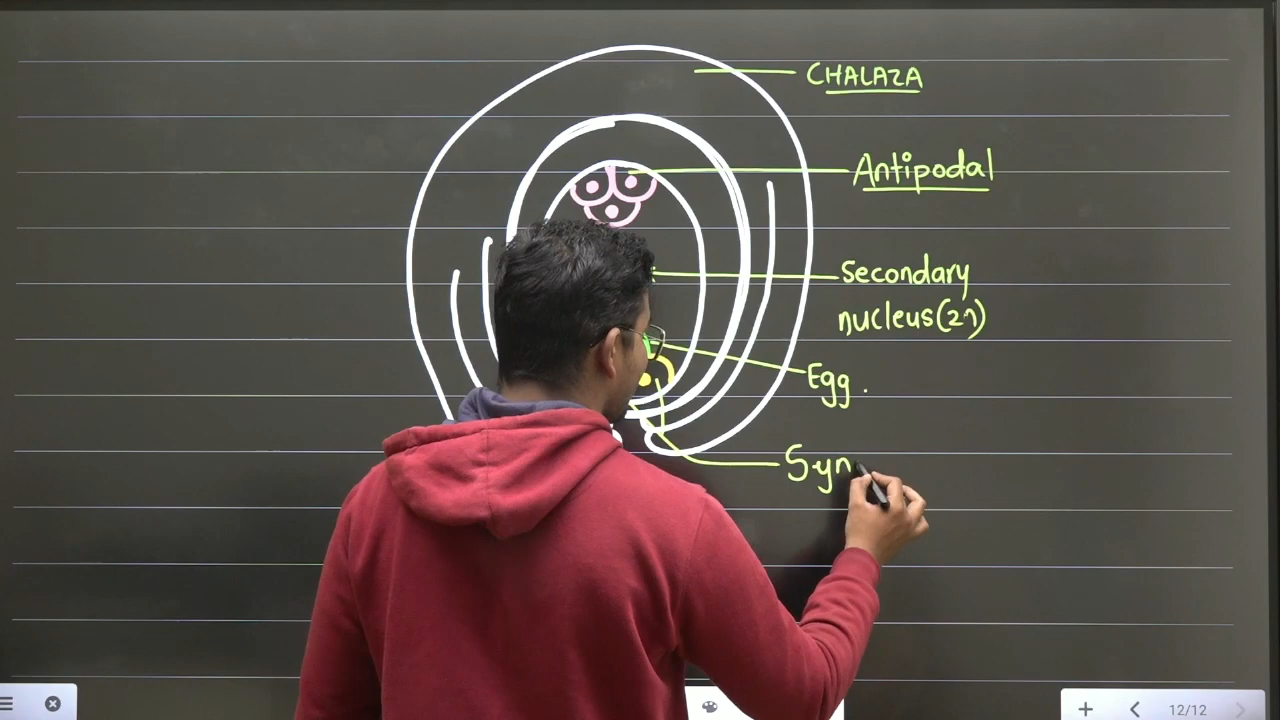 CHALAZA
Antipodal
Secondary
nucleus(2n)
Egg.
Syn
12/12